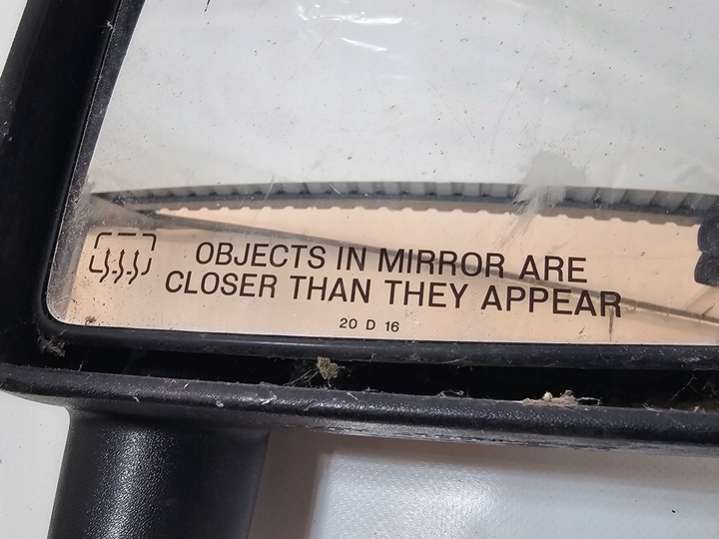 OBJECTS IN MIRROR ARE
CLOSER THAN THEY APPEAR
20 D 16